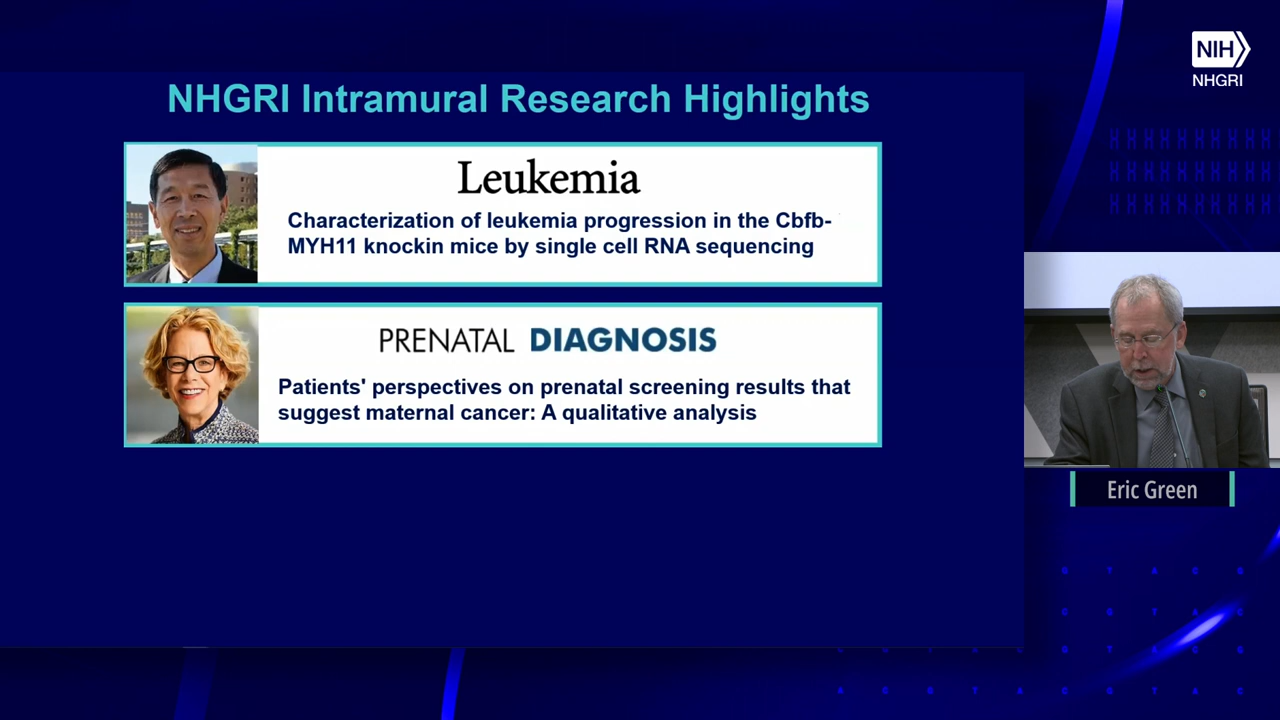 NIH
NHGRI
NHGRI Intramural Research Highlights
Leukemia
Characterization of leukemia progression in the Cbfb-
MYH11 knockin mice by single cell RNA sequencing
PRENATAL DIAGNOSIS
Patients' perspectives on prenatal screening results that
suggest maternal cancer: A qualitative analysis
Eric Green